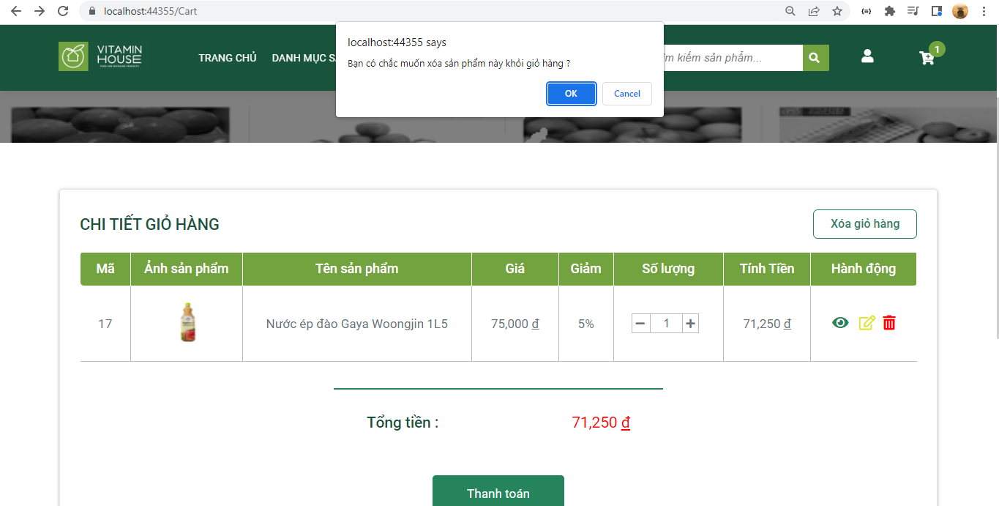 localhost:44355/Cart
localhost:44355 says
Bạn có chắc muốn xóa sản phẩm này khỏi giỏ hàng ?
OK Cancel
VITAMIN
HOUSE
TRANG CHỦ DANH MỤC
kiếm sản phẩm...
1
CHI TIẾT GIỎ HÀNG
Xóa giỏ hàng
Mã Ảnh sản phẩm Tên sản phẩm Giá Giảm Số lượng Tính Tiền Hành động
17 Nước ép đào Gaya Woongjin 1L5 75,000 đ 5% 1 71,250 đ
Tổng tiền : 71,250 đ
Thanh toán